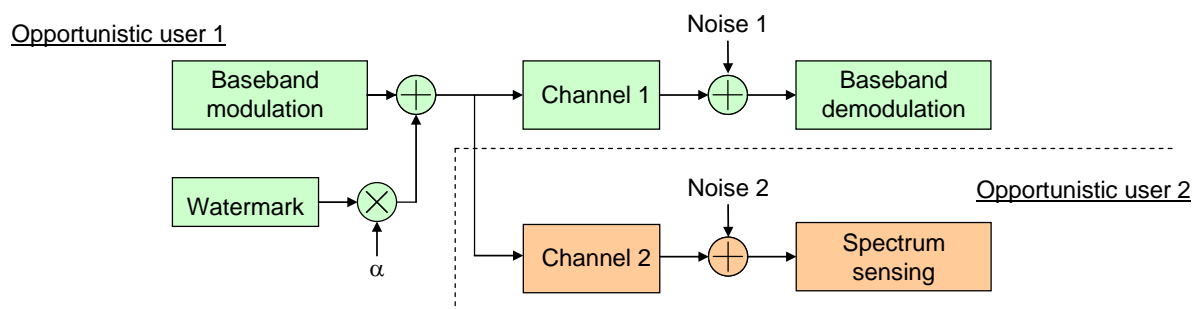 Opportunistic user 1
Noise 1
Baseband
modulation
Channel 1
Baseband
demodulation
Watermark
α
Noise 2
Opportunistic user 2
Channel 2
Spectrum
sensing